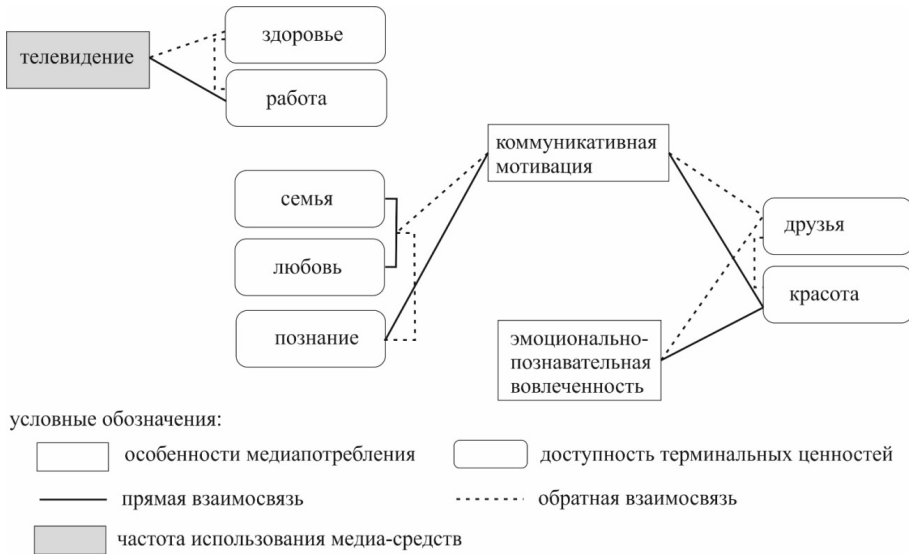 здоровье
телевидение
работа
коммуникативная
мотивация
семья
друзья
любовь
красота
познание
эмоционально-
познавательная
вовлеченность
условные обозначения:
особенности медиапотребления
доступность терминальных ценностей
прямая взаимосвязь
обратная взаимосвязь
частота использования медиа-средств